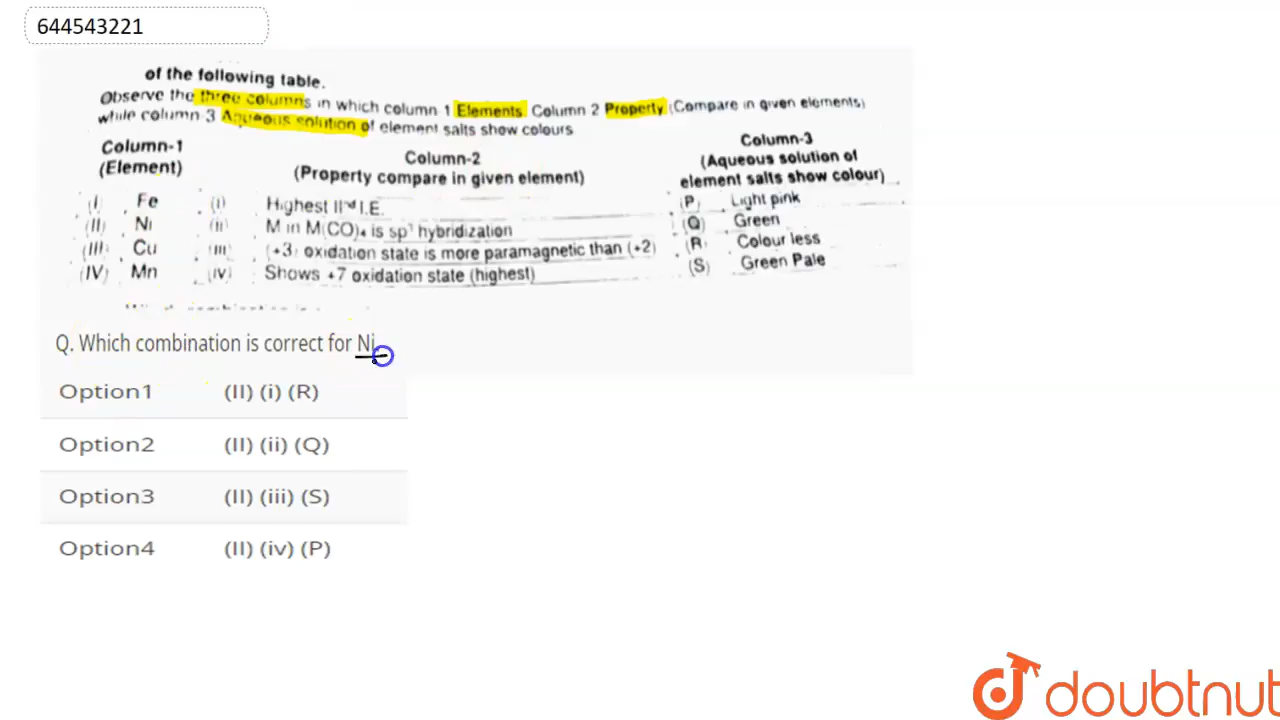 644543221
of the following table.
Observe the three columns in which column 1 Elements Column 2 Property (Compare in given elements)
while column 3 Aqueous solution of element salts show colours
Column-1 (Element) Column-2 (Property compare in given element) Column-3 (Aqueous solution of element salts show colour)
(I) Fe (i) Highest IInd I.E. (P) Light pink
(II) Ni (ii) M in M(CO)₄ is sp³ hybridization (Q) Green
(III) Cu (iii) (+3) oxidation state is more paramagnetic than (+2) (R) Colour less
(IV) Mn (iv) Shows +7 oxidation state (highest) (S) Green Pale
Q. Which combination is correct for Ni
Option1 (II) (i) (R)
Option2 (II) (ii) (Q)
Option3 (II) (iii) (S)
Option4 (II) (iv) (P)
doubtnut